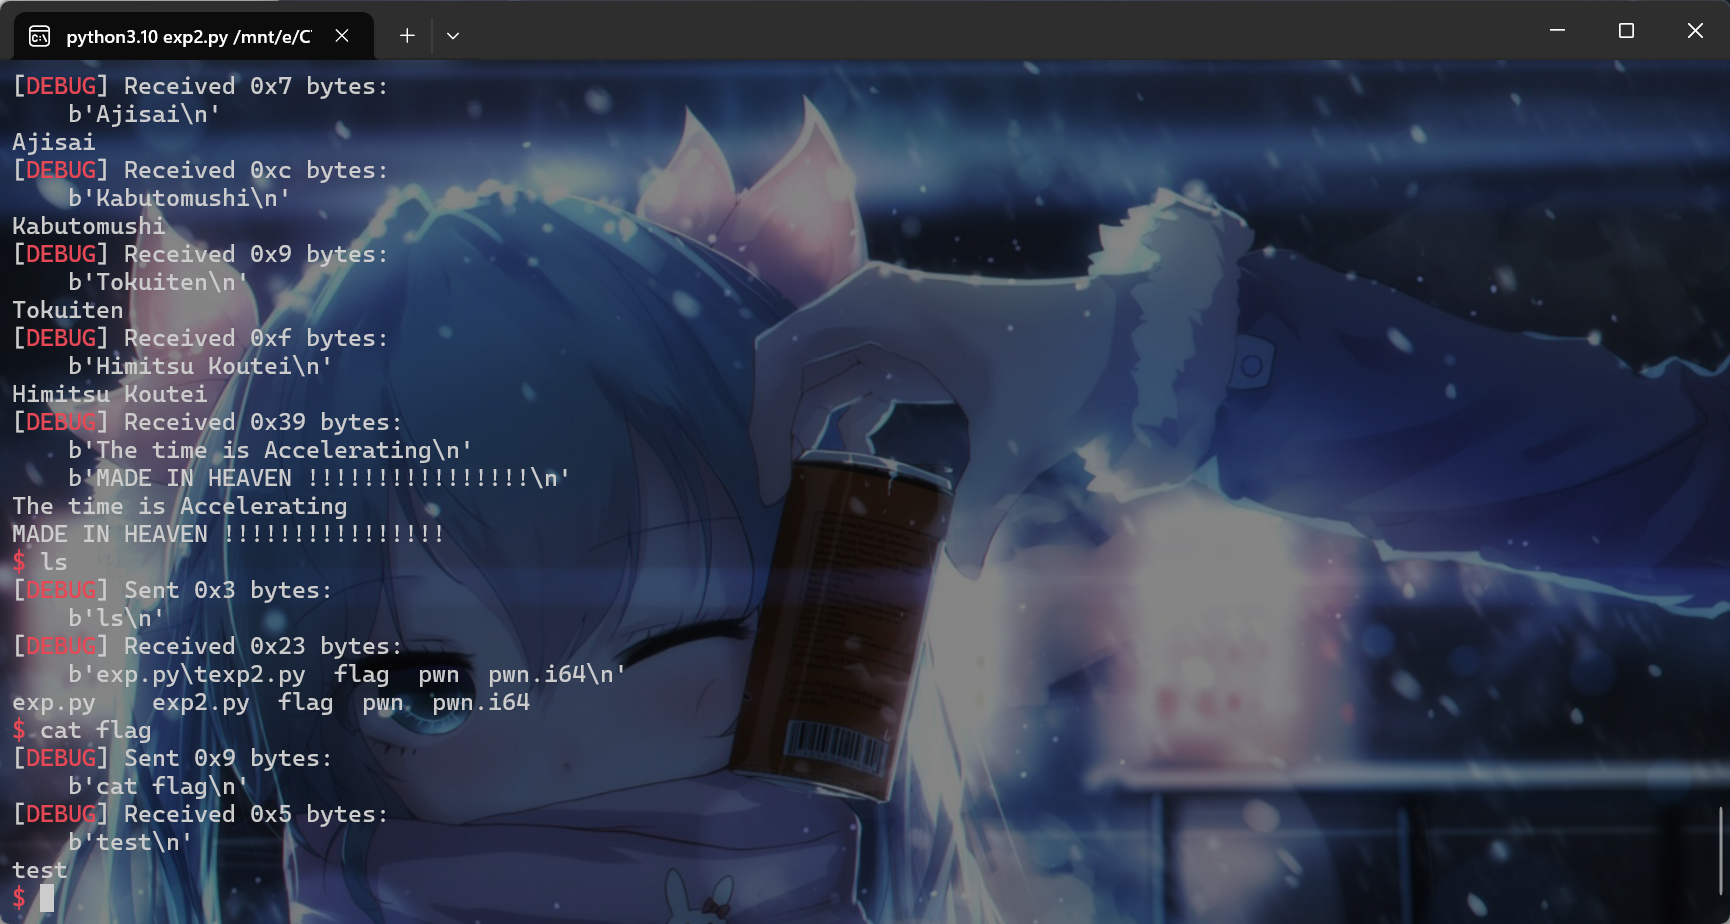 python3.10 exp2.py /mnt/e/C
[DEBUG] Received 0x7 bytes:
b'Ajisai\n'
Ajisai
[DEBUG] Received 0xc bytes:
b'Kabutomushi\n'
Kabutomushi
[DEBUG] Received 0x9 bytes:
b'Tokuiten\n'
Tokuiten
[DEBUG] Received 0xf bytes:
b'Himitsu Koutei\n'
Himitsu Koutei
[DEBUG] Received 0x39 bytes:
b'The time is Accelerating\n'
b'MADE IN HEAVEN !!!!!!!!!!!!!!!!\n'
The time is Accelerating
MADE IN HEAVEN !!!!!!!!!!!!!!!!
$ ls
[DEBUG] Sent 0x3 bytes:
b'ls\n'
[DEBUG] Received 0x23 bytes:
b'exp.py\texp2.py  flag  pwn  pwn.i64\n'
exp.py    exp2.py  flag  pwn  pwn.i64
$ cat flag
[DEBUG] Sent 0x9 bytes:
b'cat flag\n'
[DEBUG] Received 0x5 bytes:
b'test\n'
test
$